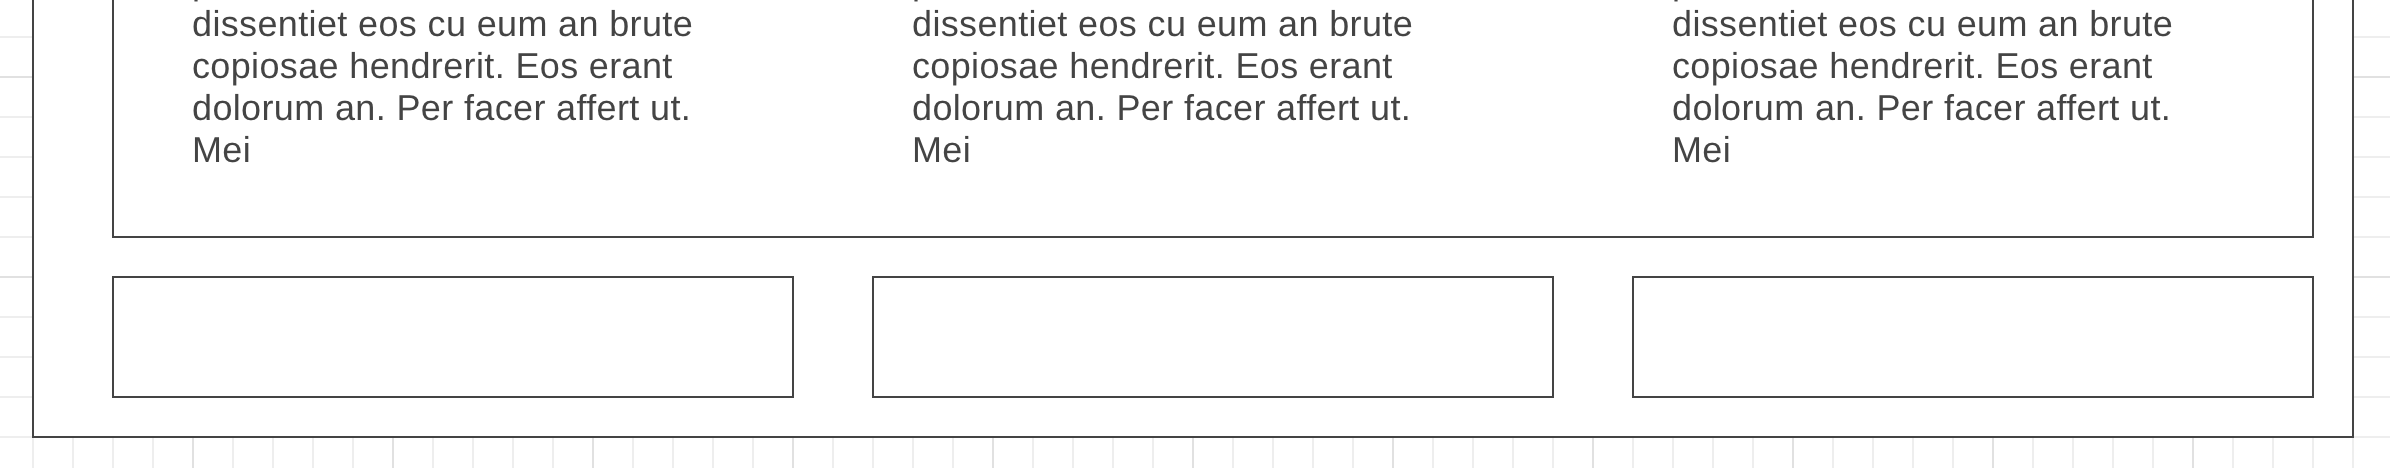 dissentiet eos cu eum an brute
copiosae hendrerit. Eos erant
dolorum an. Per facer affert ut.
Mei
dissentiet eos cu eum an brute
copiosae hendrerit. Eos erant
dolorum an. Per facer affert ut.
Mei
dissentiet eos cu eum an brute
copiosae hendrerit. Eos erant
dolorum an. Per facer affert ut.
Mei